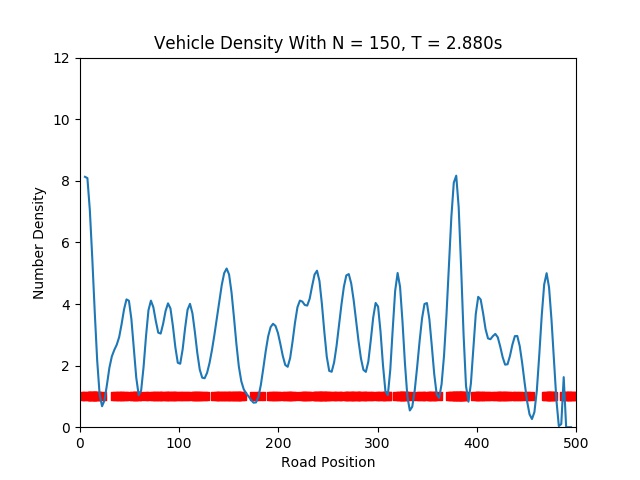 Vehicle Density With N = 150, T = 2.880s
12
10
8
6
4
2
0
Number Density
0 100 200 300 400 500
Road Position